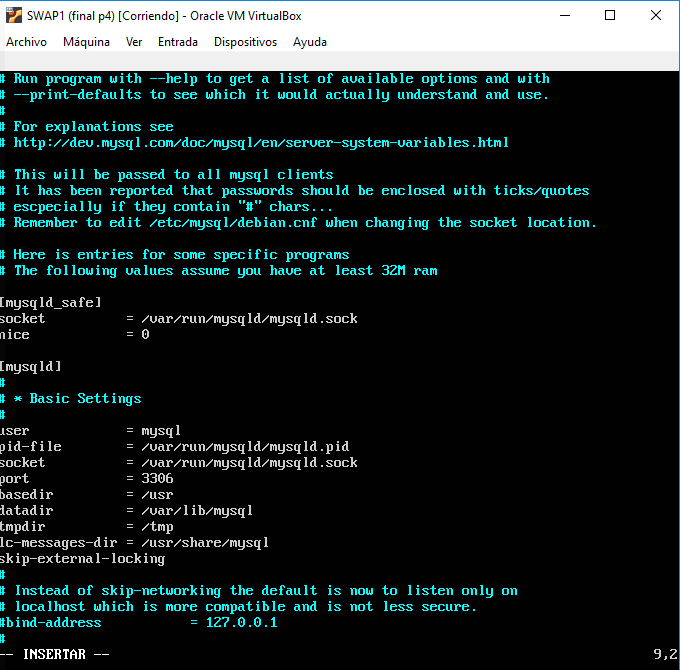 SWAP1 (final p4) [Corriendo] - Oracle VM VirtualBox
Archivo Máquina Ver Entrada Dispositivos Ayuda
# Run program with --help to get a list of available options and with
# --print-defaults to see which it would actually understand and use.
#
# For explanations see
# http://dev.mysql.com/doc/mysql/en/server-system-variables.html
# This will be passed to all mysql clients
# It has been reported that passwords should be enclosed with ticks/quotes
# escpecially if they contain "#" chars...
# Remember to edit /etc/mysql/debian.cnf when changing the socket location.
# Here is entries for some specific programs
# The following values assume you have at least 32M ram
[mysqld_safe]
socket = /var/run/mysqld/mysqld.sock
nice = 0
[mysqld]
#
# * Basic Settings
#
user = mysql
pid-file = /var/run/mysqld/mysqld.pid
socket = /var/run/mysqld/mysqld.sock
port = 3306
basedir = /usr
datadir = /var/lib/mysql
tmpdir = /tmp
lc-messages-dir = /usr/share/mysql
skip-external-locking
#
# Instead of skip-networking the default is now to listen only on
# localhost which is more compatible and is not less secure.
#bind-address = 127.0.0.1
#
-- INSERTAR -- 9,2